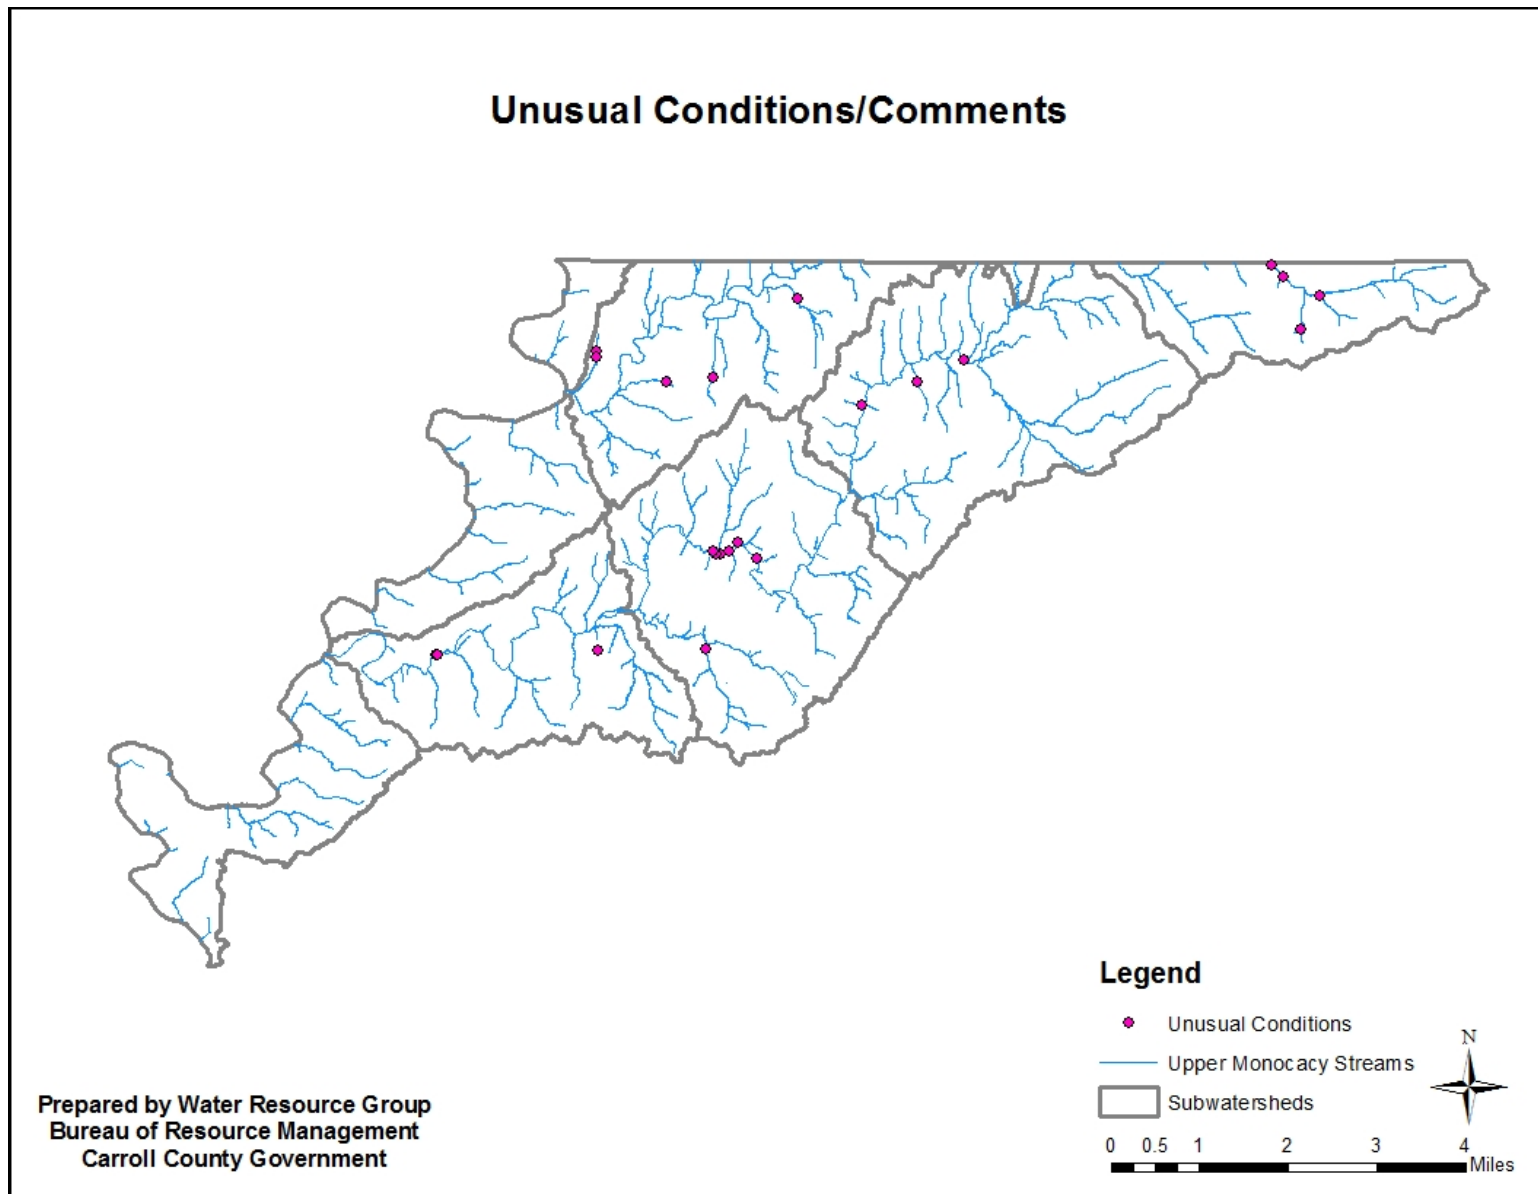 Unusual Conditions/Comments
Legend
Unusual Conditions
Upper Monocacy Streams
Subwatersheds
N
0 0.5 1 2 3 4
Miles
Prepared by Water Resource Group
Bureau of Resource Management
Carroll County Government